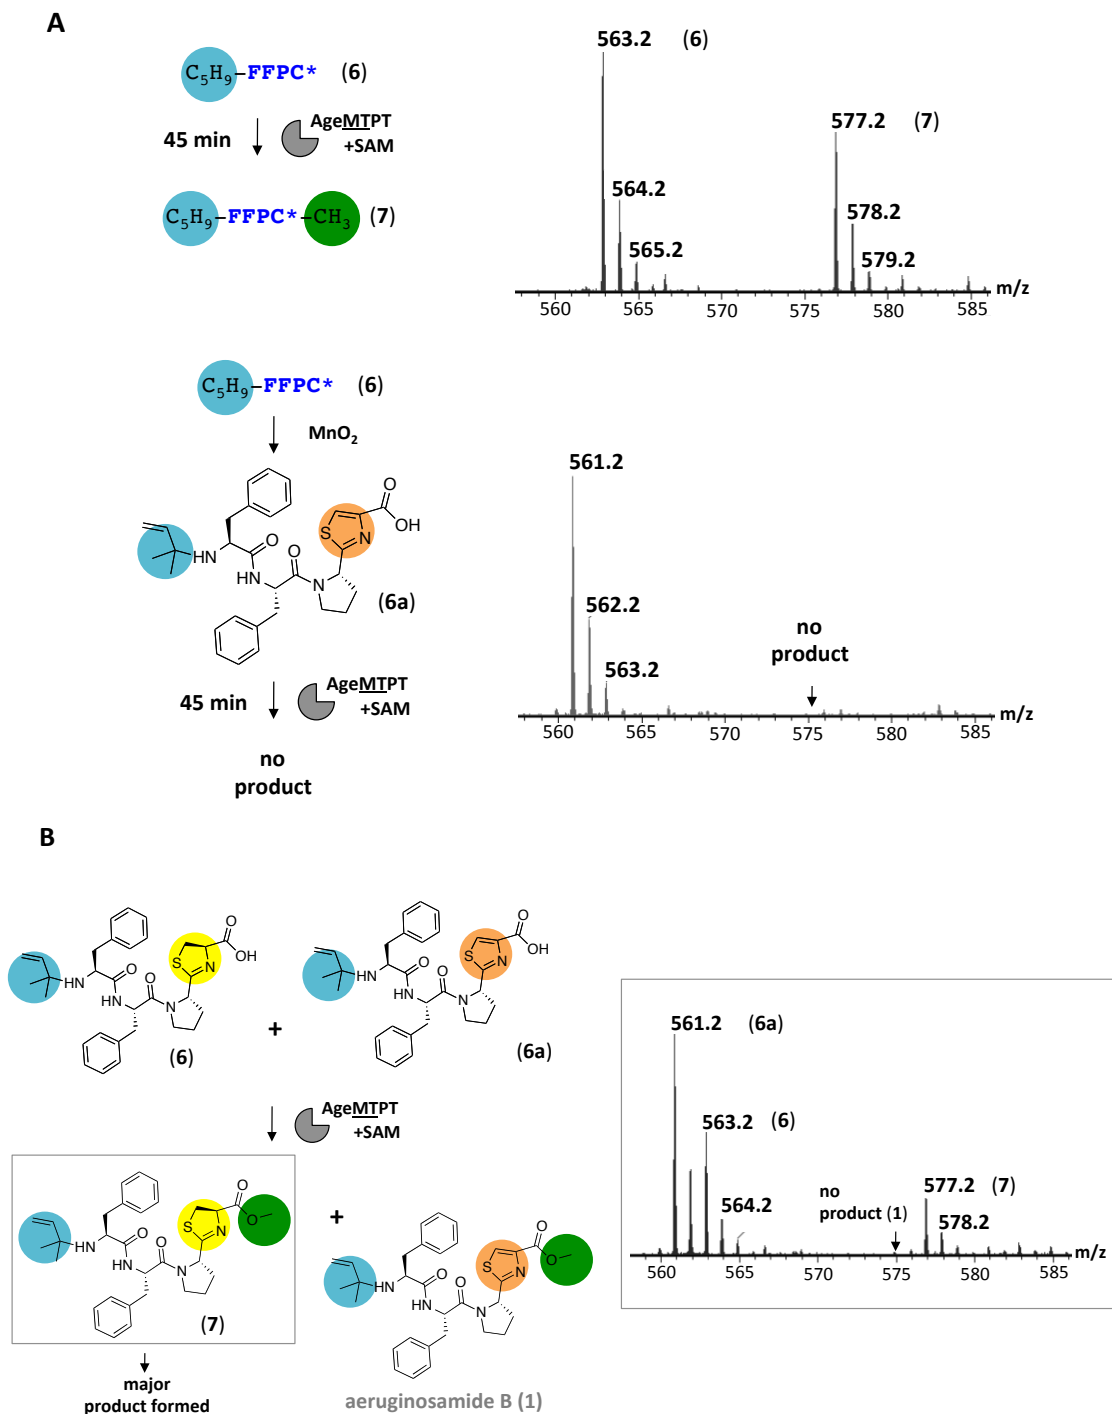 A
C5H9-FFPC* (6)
45 min
AgeMTPT
+SAM
C5H9-FFPC*-CH3 (7)
563.2 (6)
564.2
565.2
577.2 (7)
578.2
579.2
560 565 570 575 580 585 m/z
C5H9-FFPC* (6)
MnO2
O
OH
S
N
HN
O
O
HN
N
(6a)
45 min
AgeMTPT
+SAM
no
product
561.2
562.2
563.2
no
product
560 565 570 575 580 585 m/z
B
O
OH
S
N
HN
O
O
HN
N
(6)
+
O
OH
S
N
HN
O
O
HN
N
(6a)
AgeMTPT
+SAM
O
O
S
N
HN
O
O
HN
N
(7)
+
O
O
S
N
HN
O
O
HN
N
major
product formed
aeruginosamide B (1)
561.2 (6a)
563.2 (6)
564.2
no
product (1)
577.2 (7)
578.2
560 565 570 575 580 585 m/z